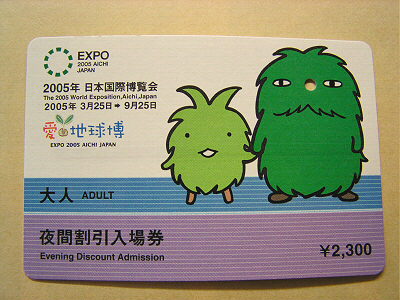 EXPO
2005 AICHI
JAPAN
2005年 日本国際博覧会
The 2005 World Exposition, Aichi, Japan
2005年 3月25日 ➡ 9月25日
愛・地球博
EXPO 2005 AICHI JAPAN
大人 ADULT
夜間割引入場券
Evening Discount Admission
¥2,300